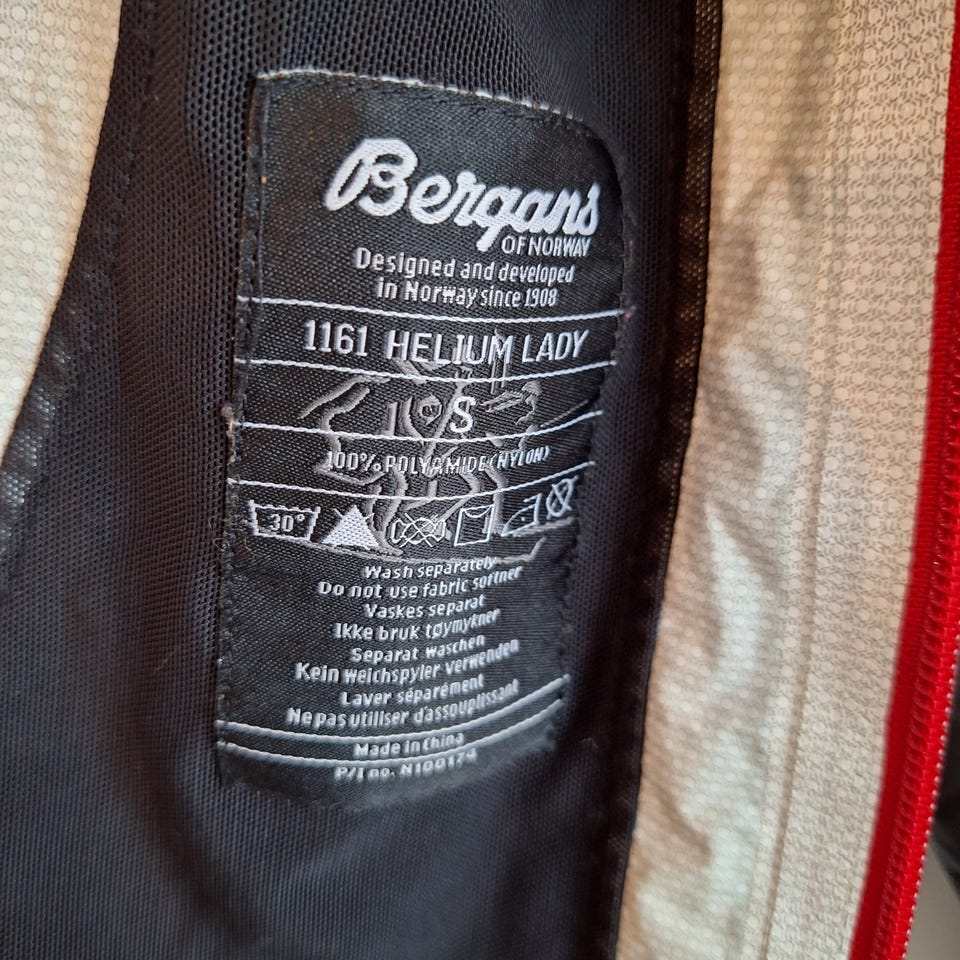 Bergans
OF NORWAY
Designed and developed
in Norway since 1908
1161 HELIUM LADY
S
100% POLYAMIDE (NYLON)
30°
Wash separately
Do not use fabric softner
Vaskes separat
Ikke bruk tøymykner
Separat waschen
Kein weichspyler verwenden
Laver séparément
Ne pas utiliser d'assouplissant
Made in China
P/I no. N100174